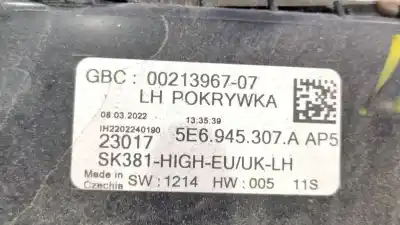 GBC: 00213967-07
LH POKRYWKA
08.03.2022 13:35:39
IH2202240190
23017 5E6.945.307.A AP5
SK381-HIGH-EU/UK-LH
Made in
Czechia SW: 1214 HW: 005 11S